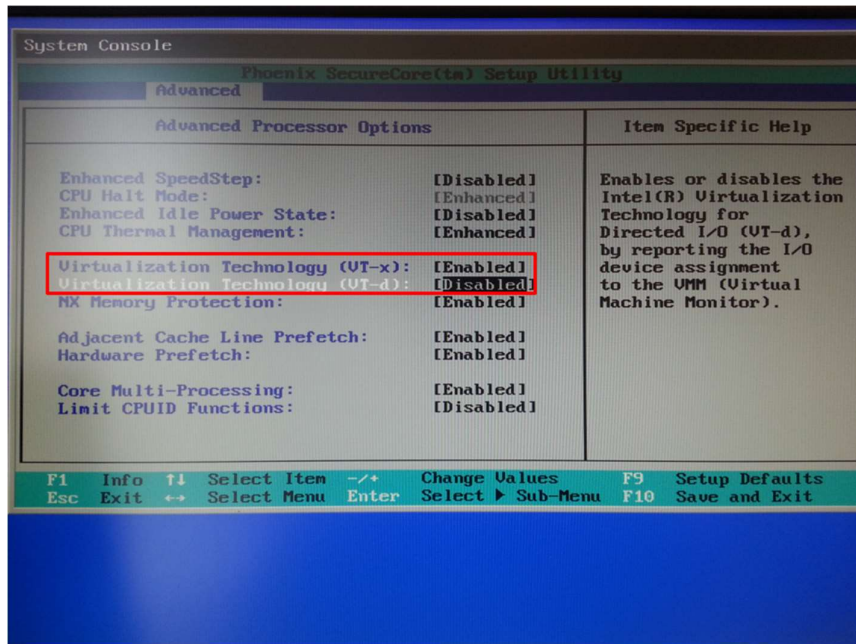 System Console
Phoenix SecureCore(tm) Setup Utility
Advanced
Advanced Processor Options
Enhanced SpeedStep: [Disabled]
CPU Halt Mode: [Enhanced]
Enhanced Idle Power State: [Disabled]
CPU Thermal Management: [Enhanced]
Virtualization Technology (VT-x): [Enabled]
Virtualization Technology (VT-d): [Disabled]
NX Memory Protection: [Enabled]
Adjacent Cache Line Prefetch: [Enabled]
Hardware Prefetch: [Enabled]
Core Multi-Processing: [Enabled]
Limit CPUID Functions: [Disabled]
Item Specific Help
Enables or disables the
Intel(R) Virtualization
Technology for
Directed I/O (VT-d),
by reporting the I/O
device assignment
to the VMM (Virtual
Machine Monitor).
F1 Info ↑↓ Select Item -/+ Change Values F9 Setup Defaults
Esc Exit ↔ Select Menu Enter Select ▶ Sub-Menu F10 Save and Exit